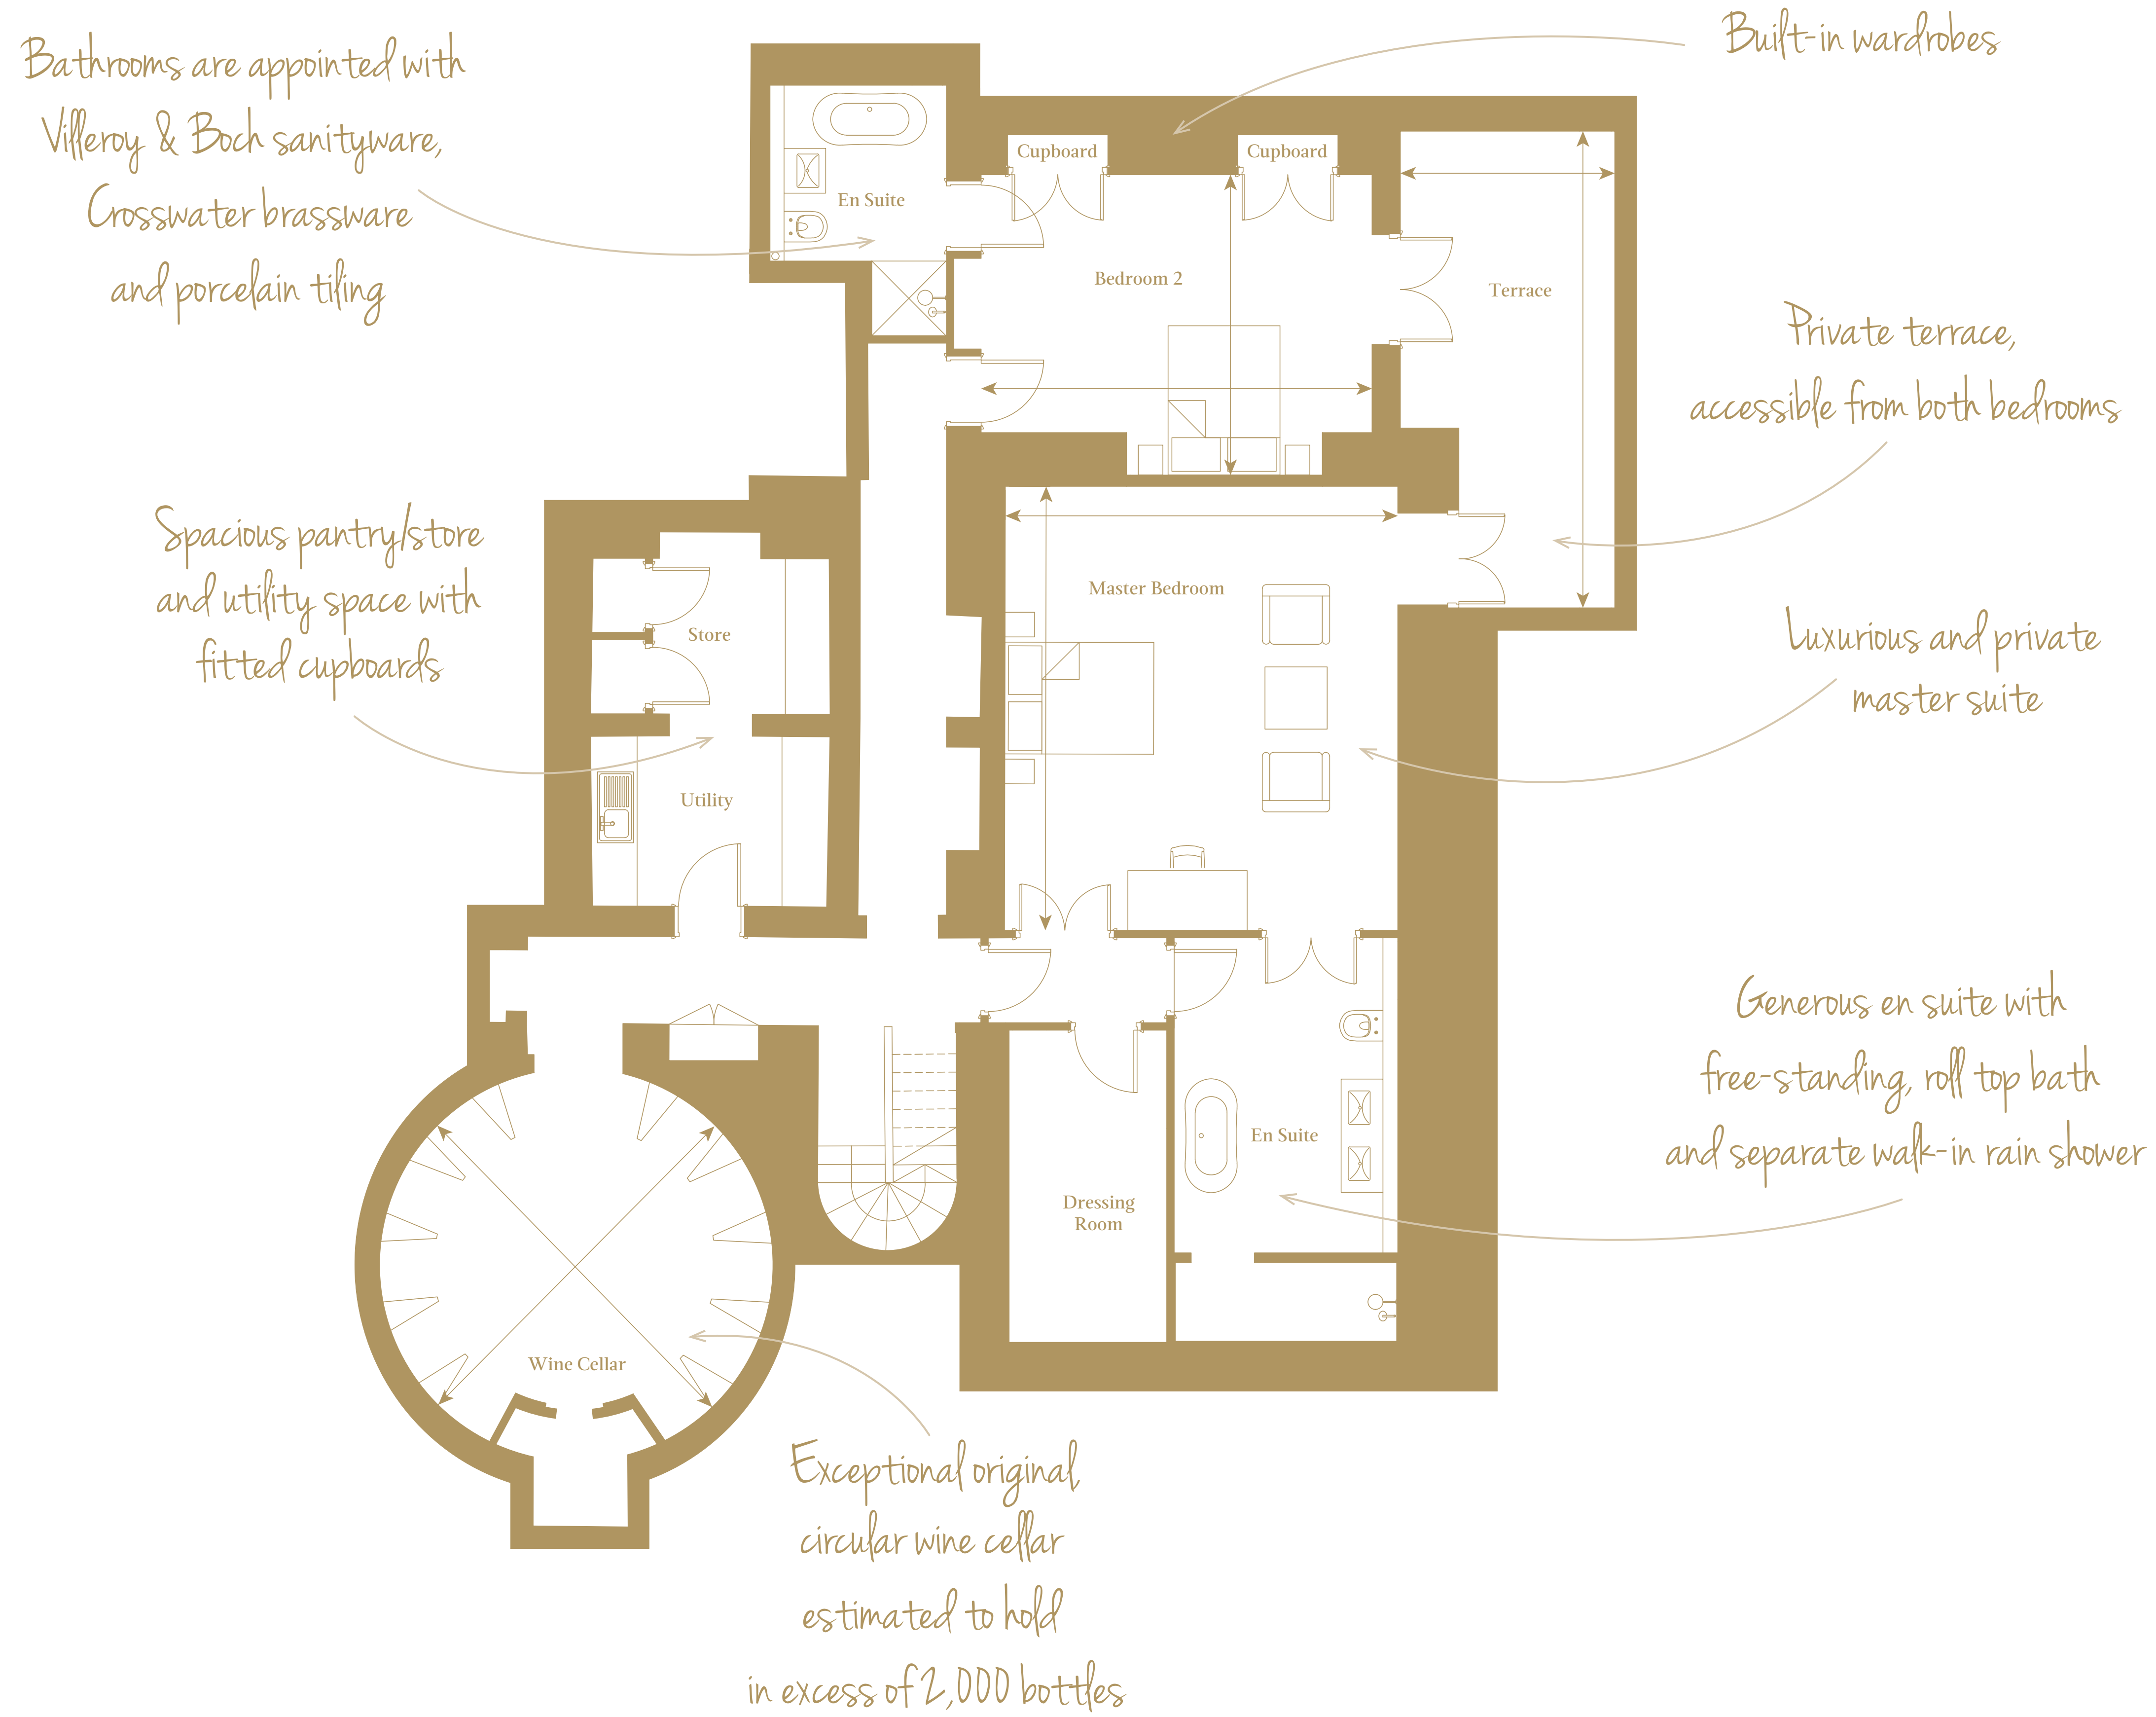 Built-in wardrobes
Bathrooms are appointed with
Villeroy & Boch sanityware,
Crosswater brassware
and porcelain tiling
Cupboard
Cupboard
En Suite
Bedroom 2
Terrace
Private terrace,
accessible from both bedrooms
Spacious pantry/store
and utility space with
fitted cupboards
Master Bedroom
Store
Luxurious and private
master suite
Utility
Generous en suite with
free-standing, roll top bath
and separate walk-in rain shower
En Suite
Dressing
Room
Wine Cellar
Exceptional original,
circular wine cellar
estimated to hold
in excess of 2,000 bottles